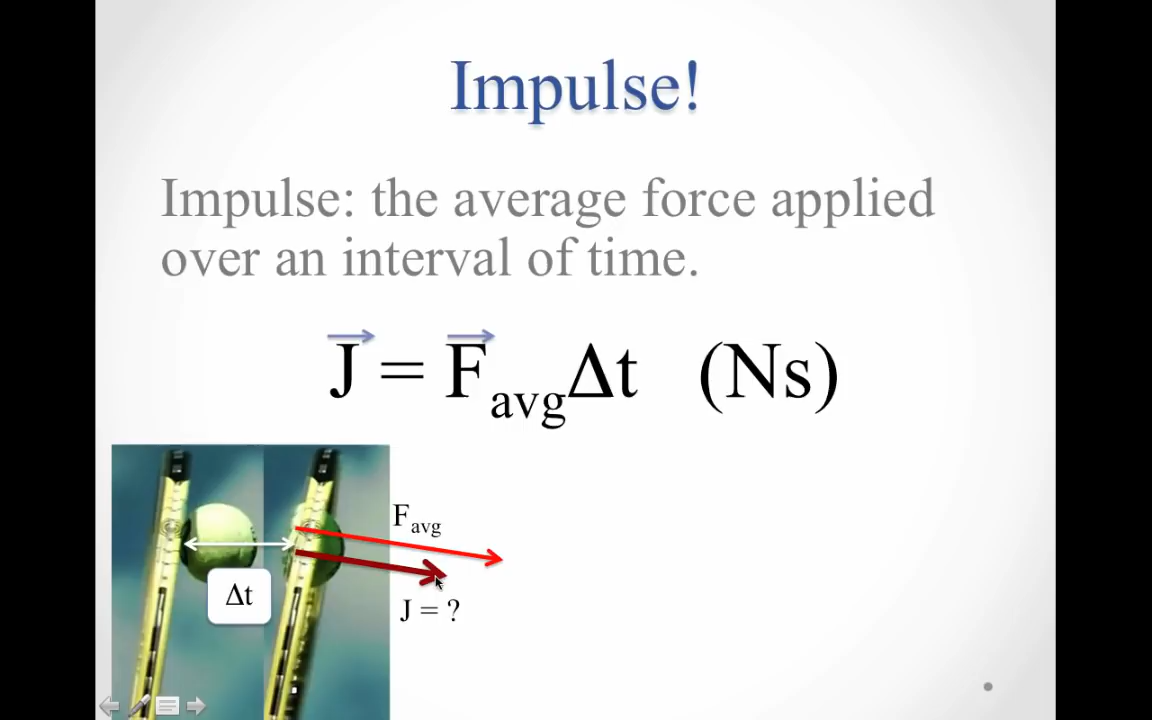 Impulse!
Impulse: the average force applied
over an interval of time.
J = F avg Δt (Ns)
F avg
Δt
J = ?